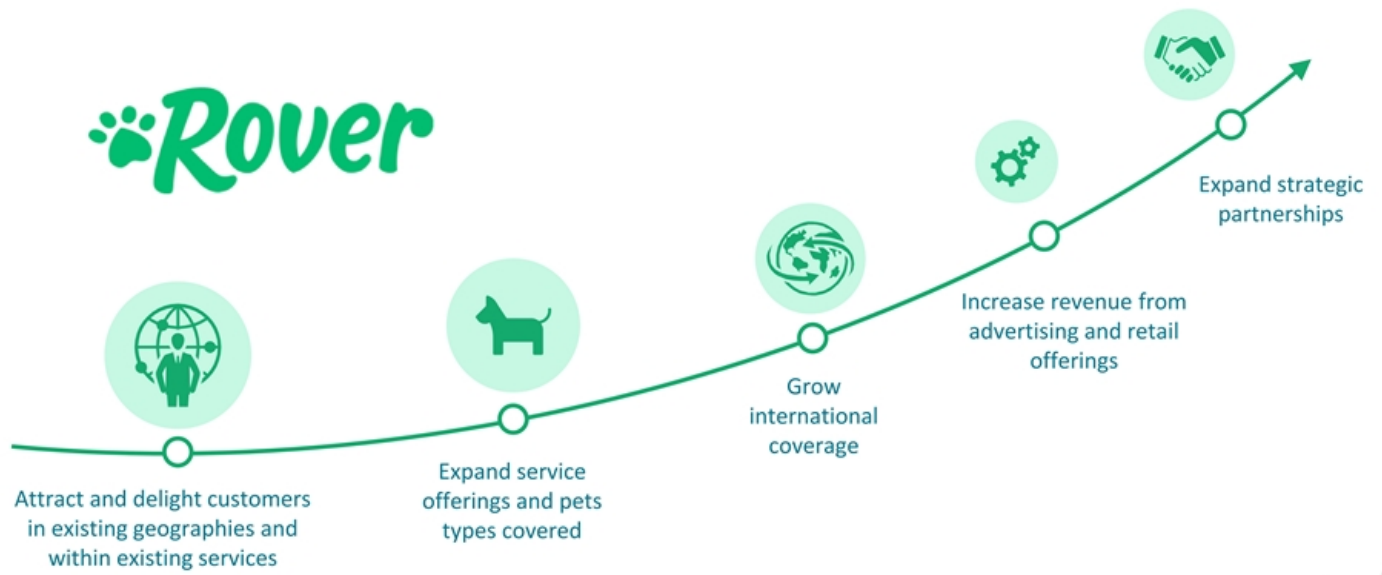 Rover
Attract and delight customers
in existing geographies and
within existing services
Expand service
offerings and pets
types covered
Grow
international
coverage
Increase revenue from
advertising and retail
offerings
Expand strategic
partnerships